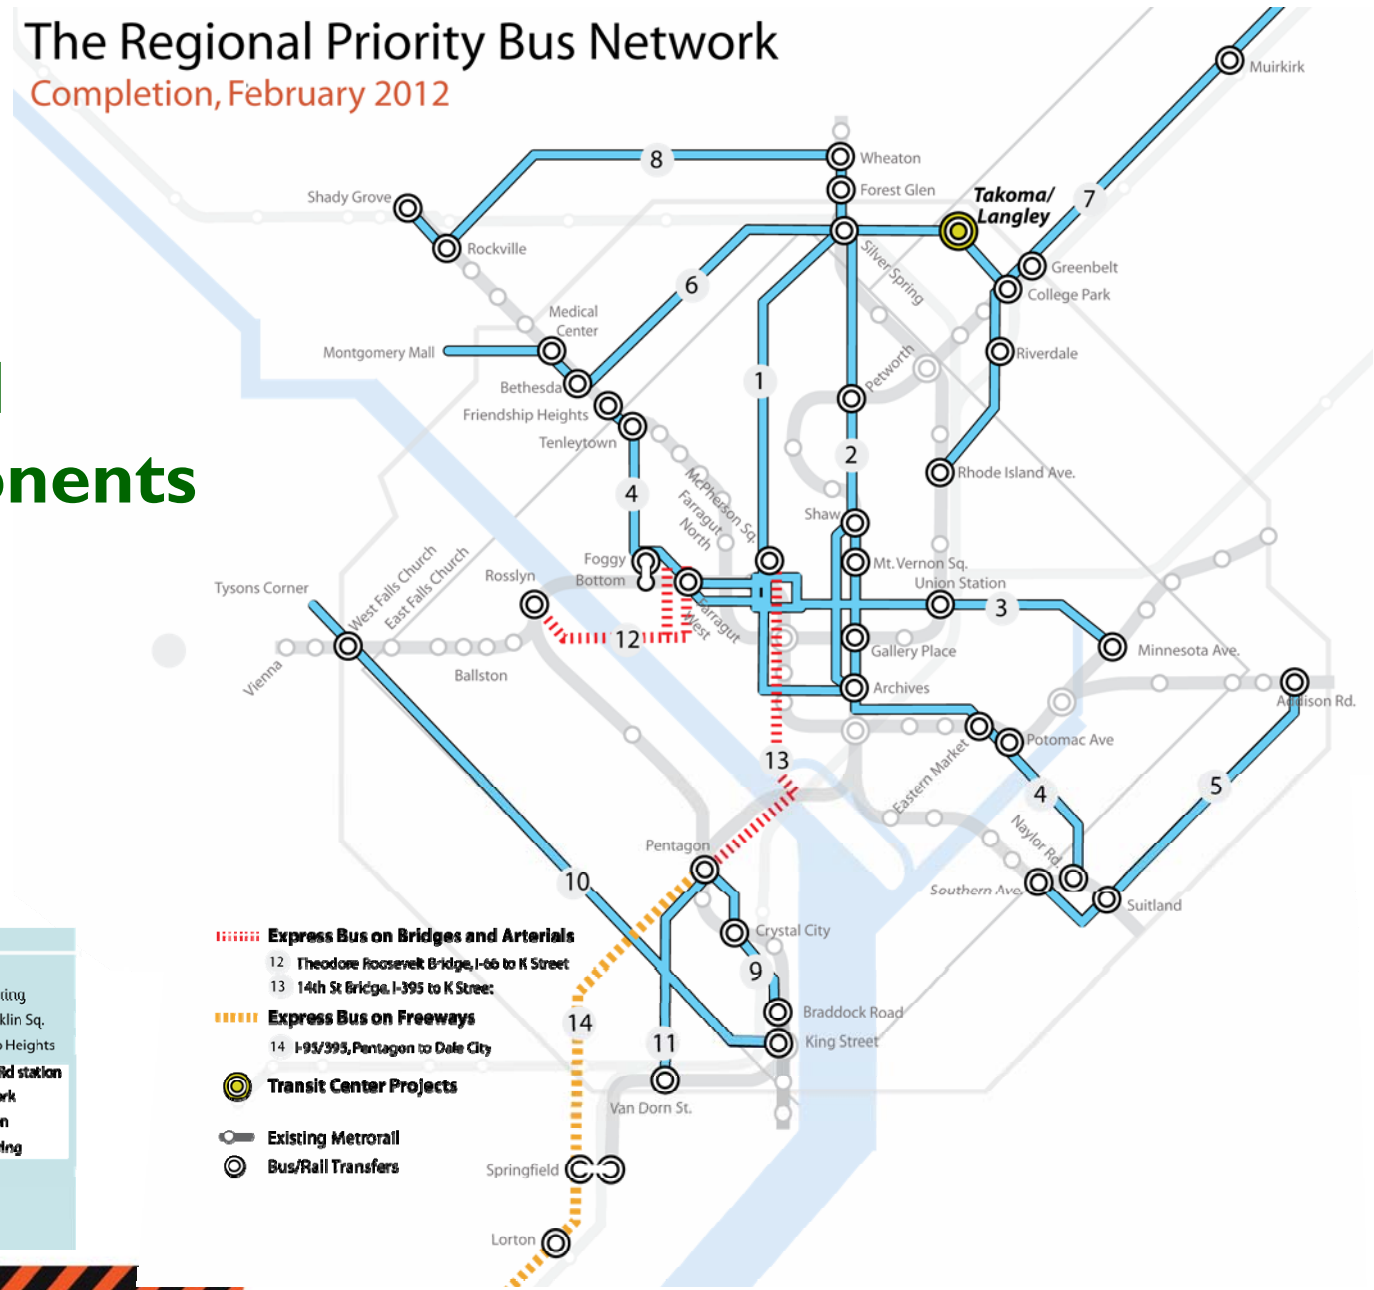 The Regional Priority Bus Network
Completion, February 2012
Muirkirk
8
Wheaton
Forest Glen
Takoma/
Langley
7
Shady Grove
Rockville
Silver Spring
Greenbelt
College Park
6
Medical
Center
Montgomery Mall
Bethesda
Friendship Heights
Tenleytown
1
Petworth
Riverdale
2
onents
4
McPherson Sq.
Farragut
North
Rhode Island Ave.
Shaw
Foggy
Bottom
Mt. Vernon Sq.
Union Station
Rosslyn
West Falls Church
East Falls Church
Tysons Corner
Farragut
West
3
12
Gallery Place
Minnesota Ave.
Vienna
Ballston
Archives
Addison Rd.
Eastern Market
Potomac Ave
13
4
5
Naylor Rd.
Pentagon
10
Southern Ave.
Suitland
Crystal City
9
Braddock Road
King Street
14
11
Van Dorn St.
Springfield
Lorton
Express Bus on Bridges and Arterials
12 Theodore Roosevelt Bridge, I-66 to K Street
13 14th St Bridge, I-395 to K Street
Express Bus on Freeways
14 I-95/395, Pentagon to Dale City
Transit Center Projects
Existing Metrorail
Bus/Rail Transfers
klin Sq.
Heights
station